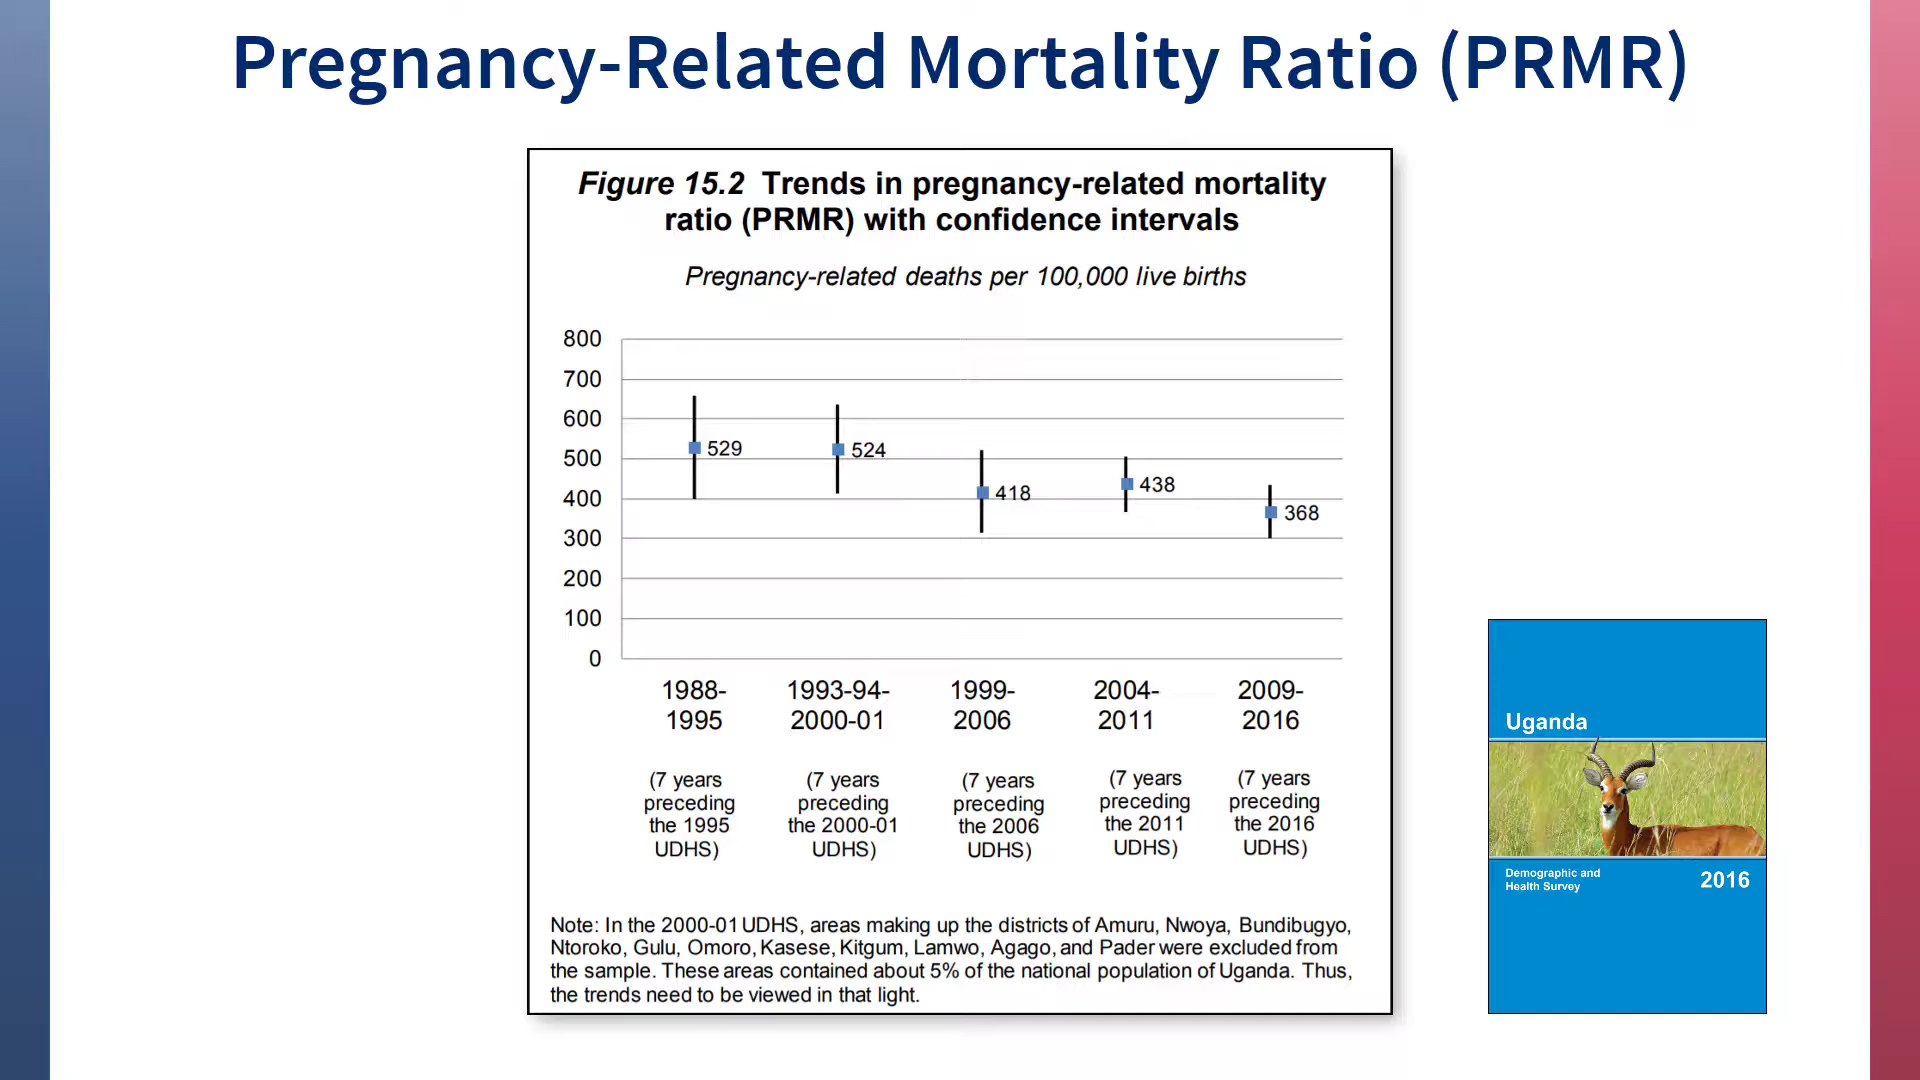 Pregnancy-Related Mortality Ratio (PRMR)
Figure 15.2 Trends in pregnancy-related mortality
ratio (PRMR) with confidence intervals
Pregnancy-related deaths per 100,000 live births
800
700
600
500
400
300
200
100
0
529
524
418
438
368
1988-
1995
1993-94-
2000-01
1999-
2006
2004-
2011
2009-
2016
(7 years
preceding
the 1995
UDHS)
(7 years
preceding
the 2000-01
UDHS)
(7 years
preceding
the 2006
UDHS)
(7 years
preceding
the 2011
UDHS)
(7 years
preceding
the 2016
UDHS)
Note: In the 2000-01 UDHS, areas making up the districts of Amuru, Nwoya, Bundibugyo,
Ntoroko, Gulu, Omoro, Kasese, Kitgum, Lamwo, Agago, and Pader were excluded from
the sample. These areas contained about 5% of the national population of Uganda. Thus,
the trends need to be viewed in that light.
Uganda
Demographic and
Health Survey
2016